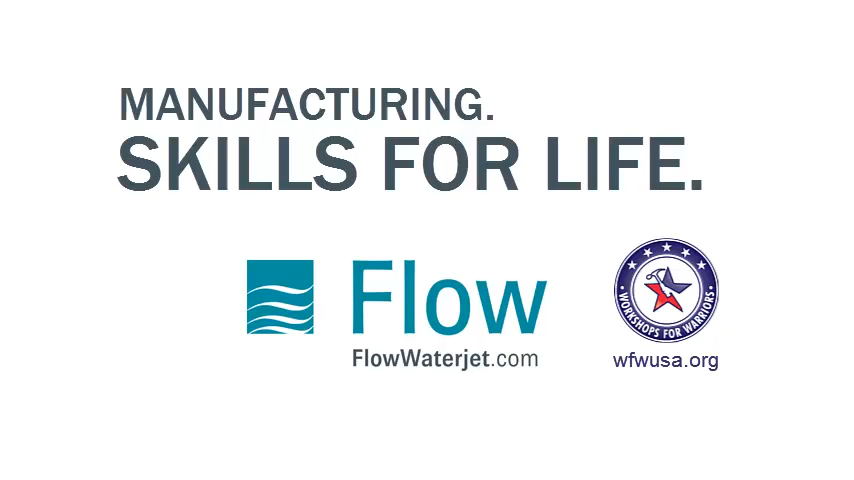 MANUFACTURING.
SKILLS FOR LIFE.
Flow
FlowWaterjet.com
WORKSHOPS FOR WARRIORS
wfwusa.org